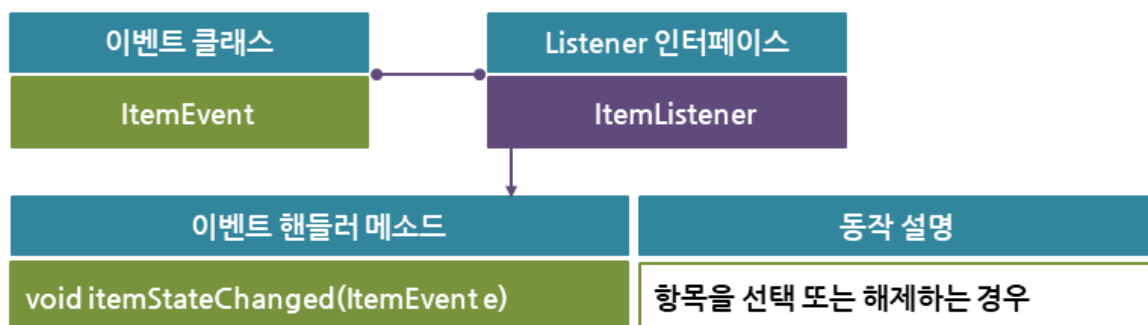 이벤트 클래스
Listener 인터페이스
ItemEvent
ItemListener
이벤트 핸들러 메소드
동작 설명
void itemStateChanged(ItemEvent e)
항목을 선택 또는 해제하는 경우